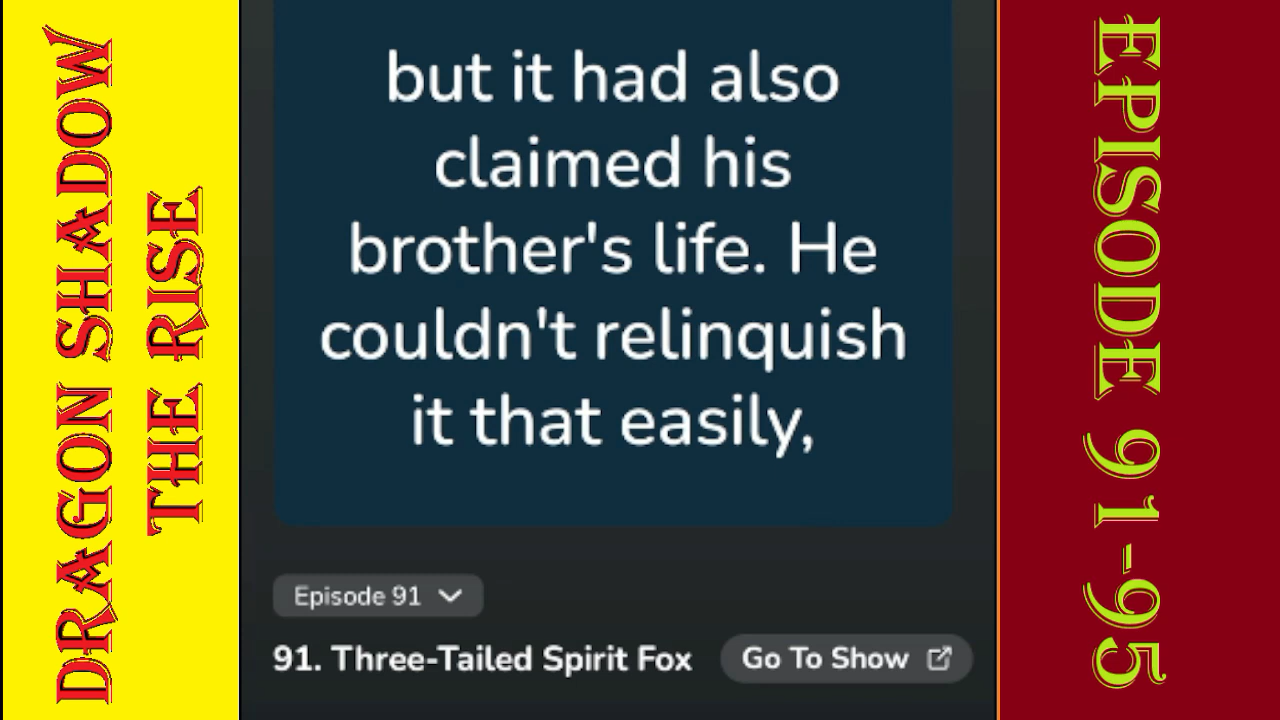 DRAGON SHADOW
THE RISE
but it had also
claimed his
brother's life. He
couldn't relinquish
it that easily,
Episode 91
91. Three-Tailed Spirit Fox
Go To Show
EPISODE 91-95